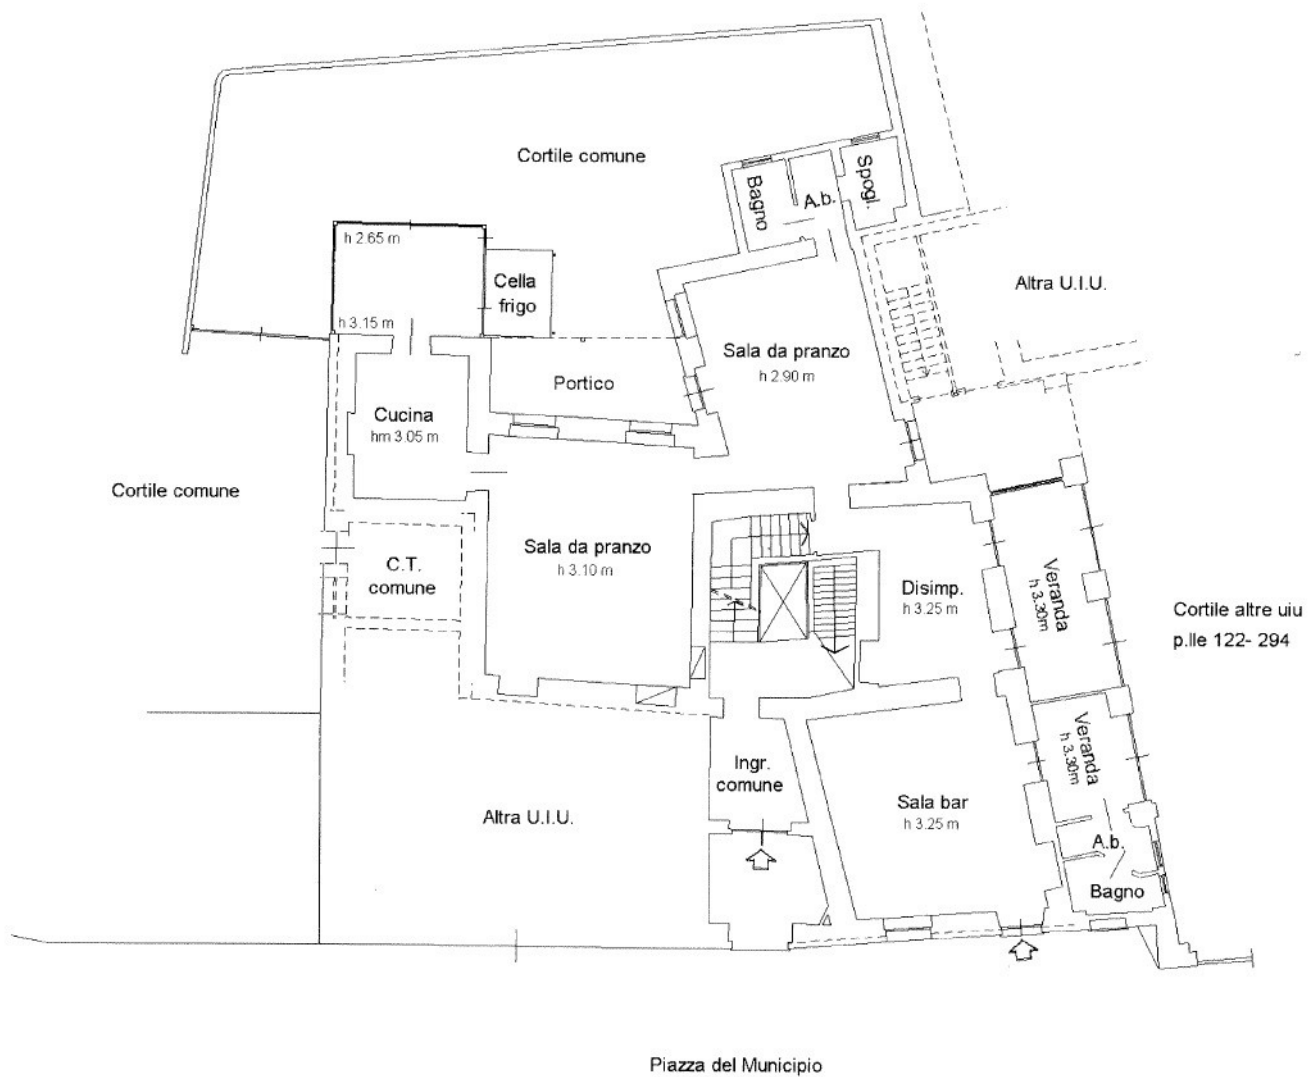 Cortile comune
Bagno
A.b.
Spogl.
h 2.65 m
Cella
frigo
Altra U.I.U.
h 3.15 m
Sala da pranzo
h 2.90 m
Portico
Cucina
hm 3.05 m
Cortile comune
Sala da pranzo
h 3.10 m
C.T.
comune
Disimp.
h 3.25 m
Veranda
h 3.30m
Cortile altre uiu
p.lle 122- 294
Veranda
h 3.30m
Ingr.
comune
Sala bar
h 3.25 m
Altra U.I.U.
A.b.
Bagno
Piazza del Municipio